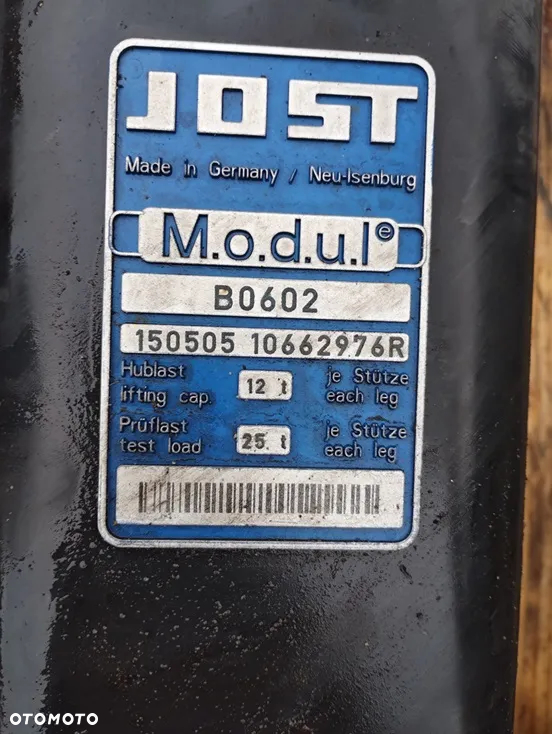 JOST
Made in Germany / Neu-Isenburg
M.o.d.u.l e
B0602
150505 10662976R
Hublast 12 t je Stütze
lifting cap. each leg
Prüflast 25 t je Stütze
test load each leg
OTOMOTO